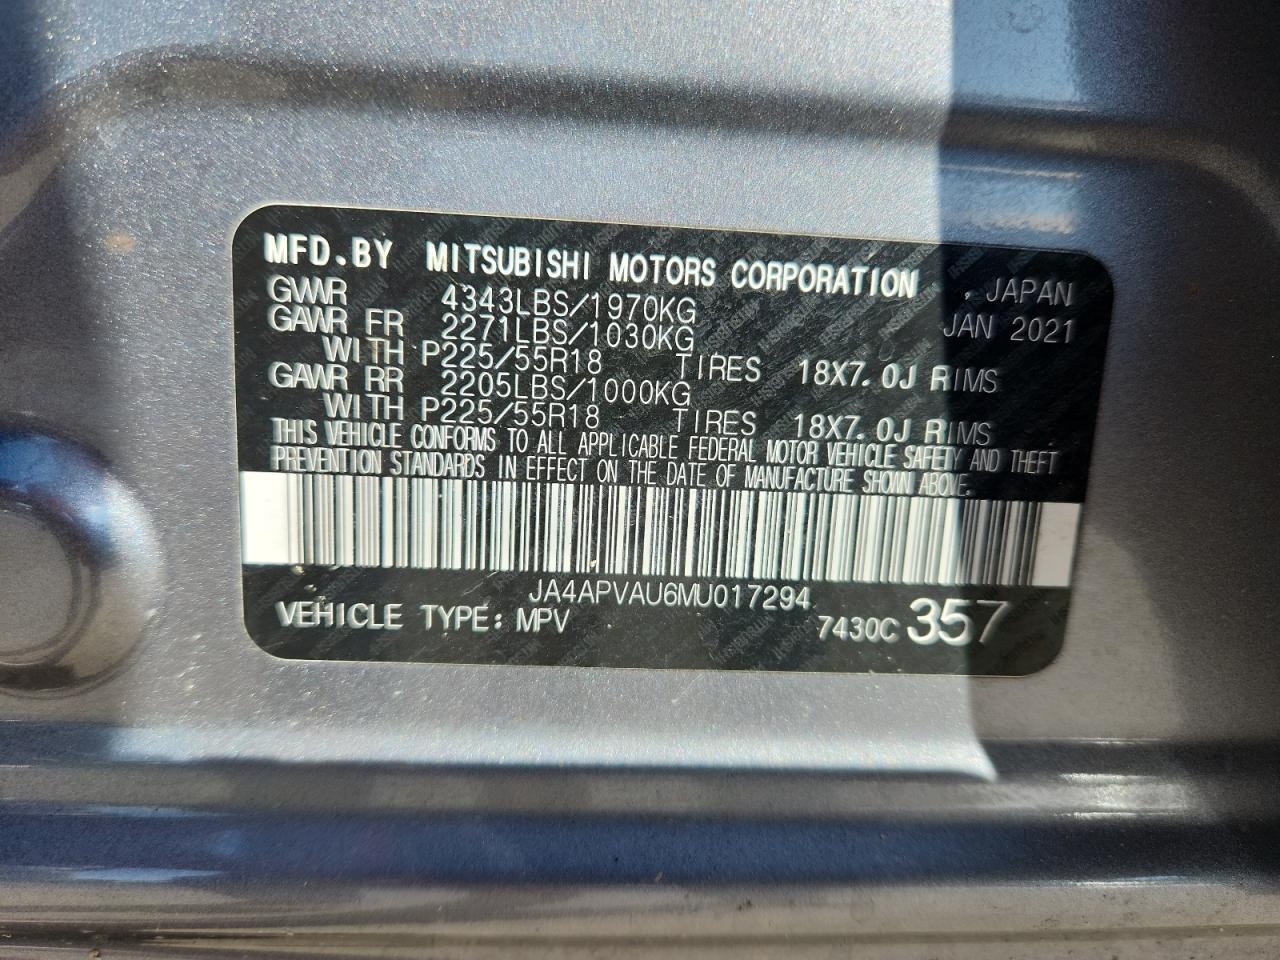 MFD.BY MITSUBISHI MOTORS CORPORATION , JAPAN
GVWR 4343LBS/1970KG JAN 2021
GAWR FR 2271LBS/1030KG
WITH P225/55R18 TIRES 18X7.0J RIMS
GAWR RR 2205LBS/1000KG
WITH P225/55R18 TIRES 18X7.0J RIMS
THIS VEHICLE CONFORMS TO ALL APPLICABLE FEDERAL MOTOR VEHICLE SAFETY AND THEFT
PREVENTION STANDARDS IN EFFECT ON THE DATE OF MANUFACTURE SHOWN ABOVE.
JA4APVAU6MU017294
VEHICLE TYPE: MPV 7430C 357